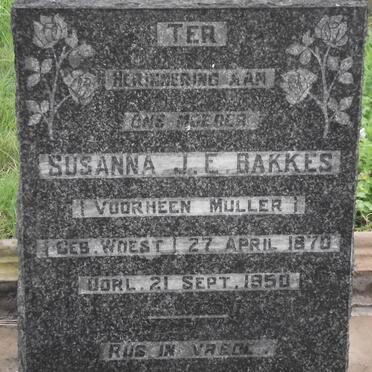 TER
HERINNERING AAN
ONS MOEDER
SUSANNA J. E. BAKKES
(VOORHEEN MULLER)
GEB. WOEST) 27 APRIL 1870
OORL. 21 SEPT. 1950
RUS IN VREDE.